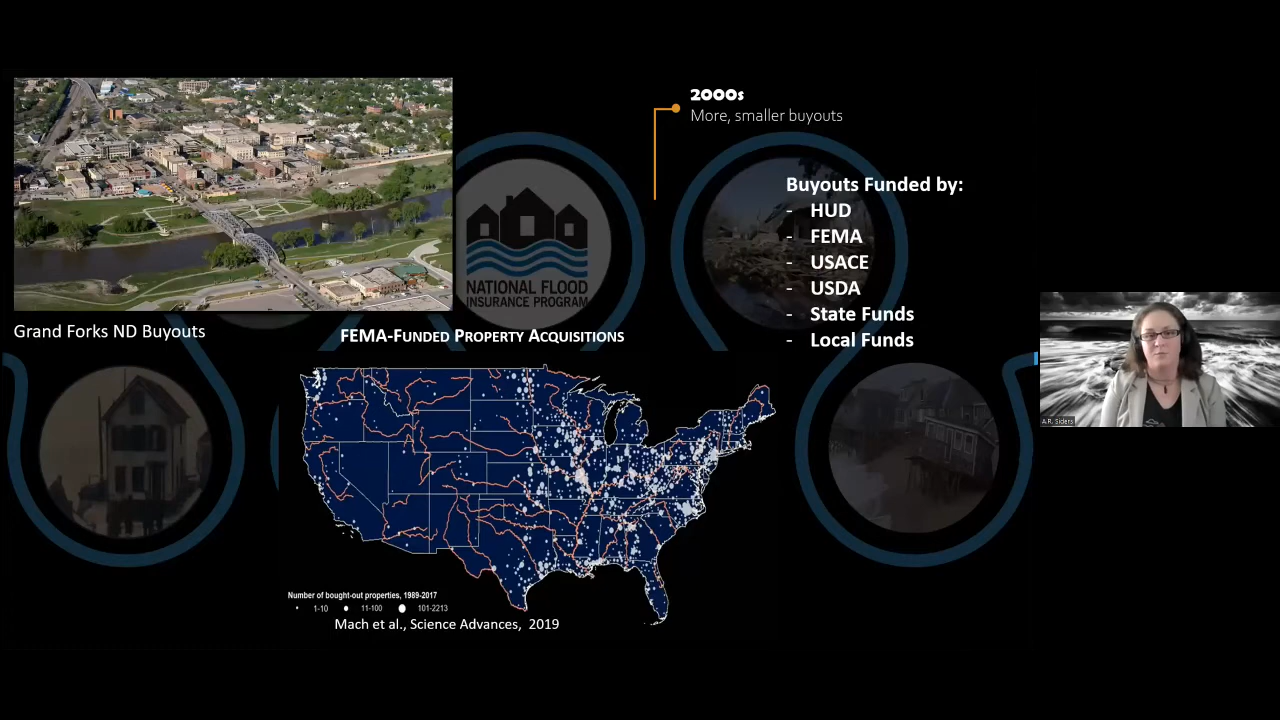 2000s
More, smaller buyouts
Buyouts Funded by:
- HUD
- FEMA
- USACE
- USDA
- State Funds
- Local Funds
NATIONAL FLOOD
INSURANCE PROGRAM
Grand Forks ND Buyouts
FEMA-FUNDED PROPERTY ACQUISITIONS
Number of bought-out properties, 1989-2017
1-10 11-100 101-2213
Mach et al., Science Advances, 2019
A.R. Siders